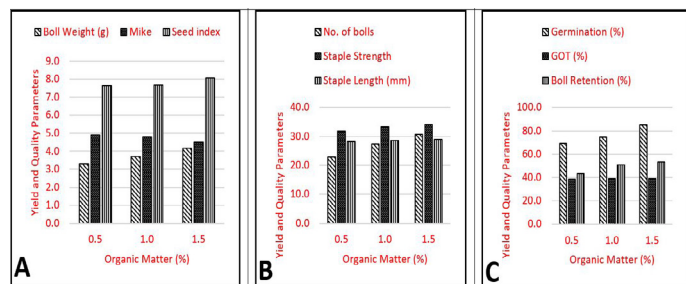 Boll Weight (g) Mike Seed index
Yield and Quality Parameters
9.0
8.0
7.0
6.0
5.0
4.0
3.0
2.0
1.0
0.0
0.5 1.0 1.5
Organic Matter (%)
A
No. of bolls
Staple Strength
Staple Length (mm)
Yield and Quality Parameters
40.0
30.0
20.0
10.0
0.0
0.5 1.0 1.5
Organic Matter (%)
B
Germination (%)
GOT (%)
Boll Retention (%)
Yield and Quality Parameters
100.0
80.0
60.0
40.0
20.0
0.0
0.5 1.0 1.5
Organic Matter (%)
C